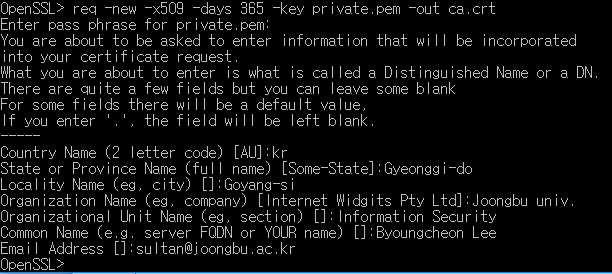 OpenSSL> req -new -x509 -days 365 -key private.pem -out ca.crt
Enter pass phrase for private.pem:
You are about to be asked to enter information that will be incorporated
into your certificate request.
What you are about to enter is what is called a Distinguished Name or a DN.
There are quite a few fields but you can leave some blank
For some fields there will be a default value,
If you enter '.', the field will be left blank.
-----
Country Name (2 letter code) [AU]:kr
State or Province Name (full name) [Some-State]:Gyeonggi-do
Locality Name (eg, city) []:Goyang-si
Organization Name (eg, company) [Internet Widgits Pty Ltd]:Joongbu univ.
Organizational Unit Name (eg, section) []:Information Security
Common Name (e.g. server FQDN or YOUR name) []:Byoungcheon Lee
Email Address []:sultan@joongbu.ac.kr
OpenSSL>